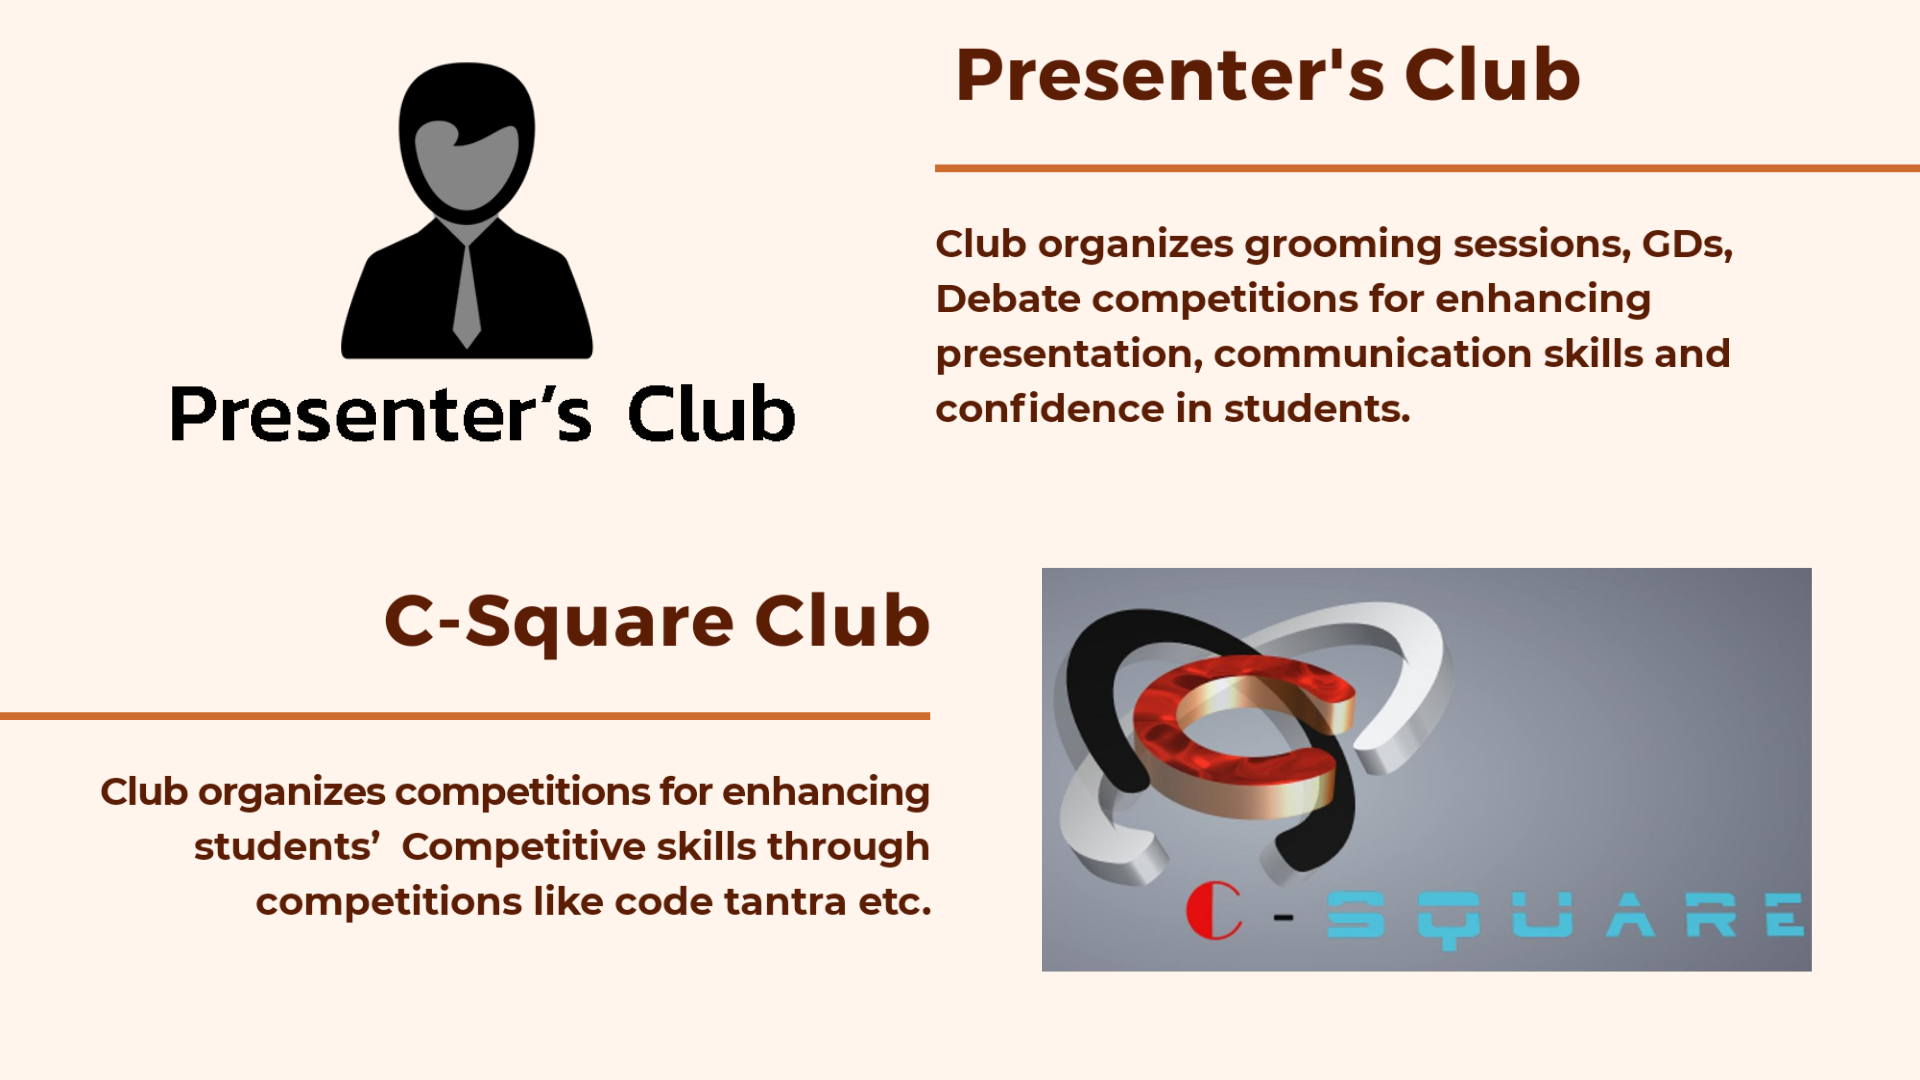 Presenter's Club
Presenter’s Club
Club organizes grooming sessions, GDs,
Debate competitions for enhancing
presentation, communication skills and
confidence in students.
C-Square Club
Club organizes competitions for enhancing
students’ Competitive skills through
competitions like code tantra etc.
C - SQUARE